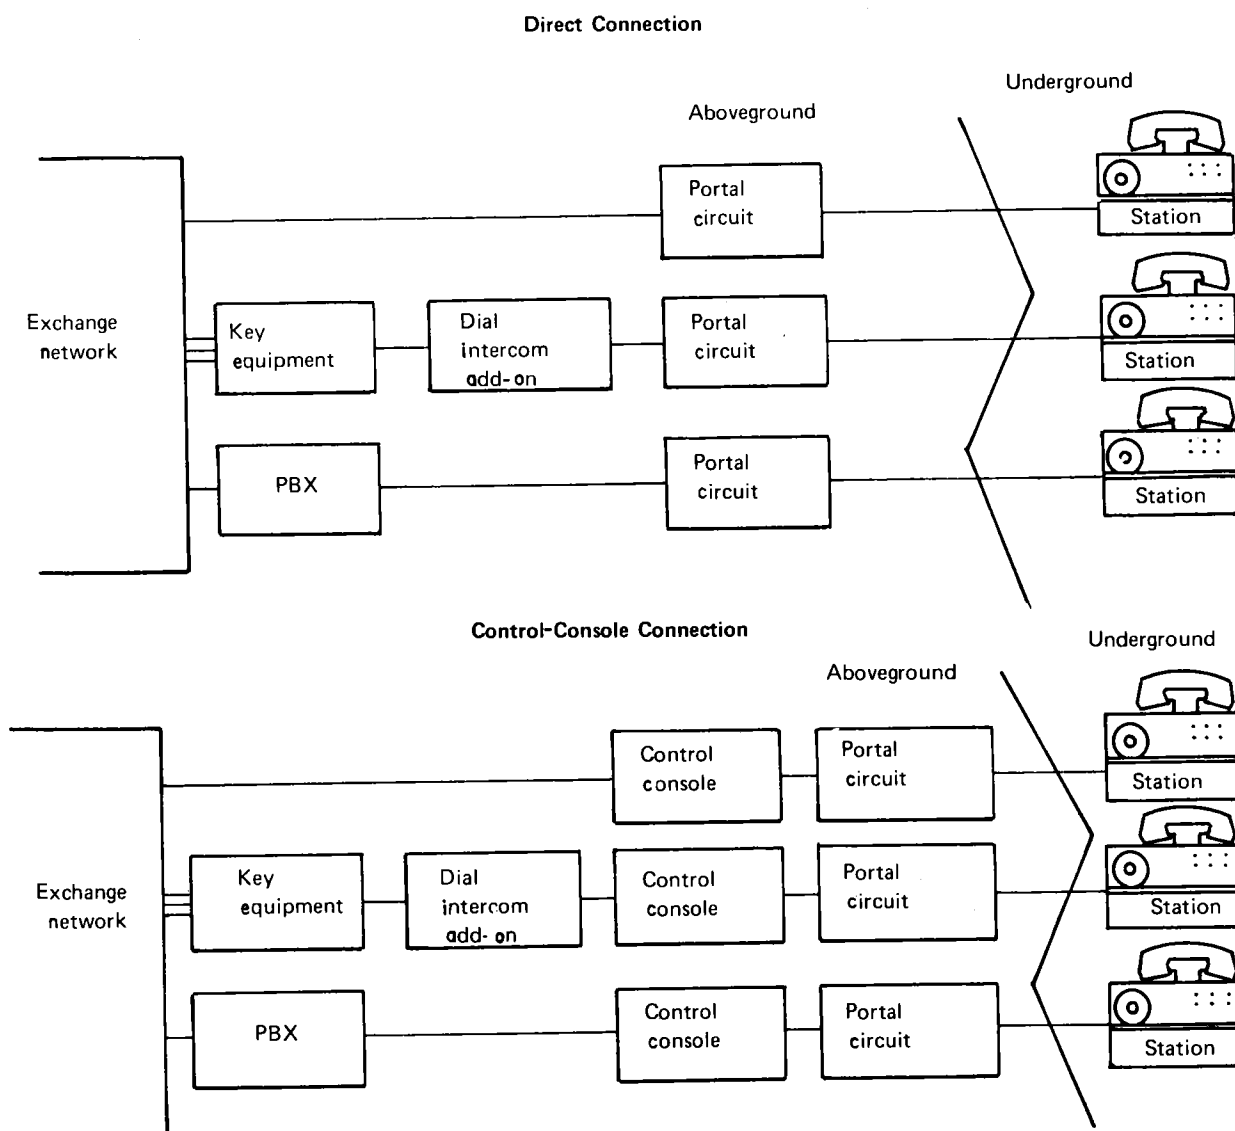 Direct Connection
Underground
Aboveground
Portal
circuit
Station
Exchange
network
Key
equipment
Dial
intercom
add-on
Portal
circuit
Station
PBX
Portal
circuit
Station
Control-Console Connection
Underground
Aboveground
Control
console
Portal
circuit
Station
Exchange
network
Key
equipment
Dial
intercom
add-on
Control
console
Portal
circuit
Station
PBX
Control
console
Portal
circuit
Station